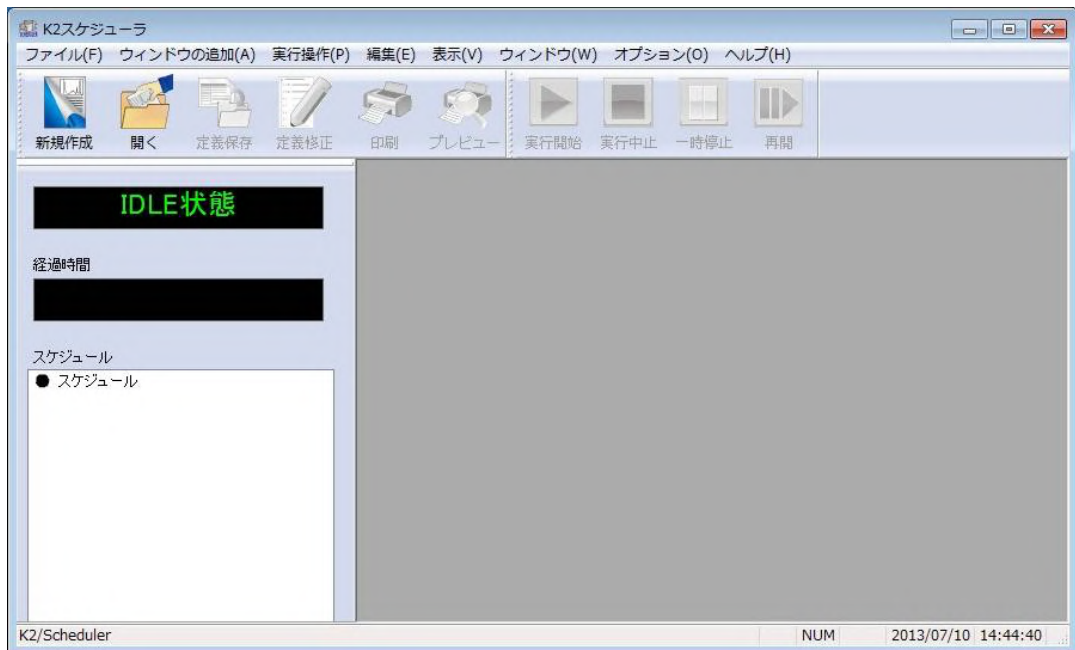 K2スケジューラ
ファイル(F) ウィンドウの追加(A) 実行操作(P) 編集(E) 表示(V) ウィンドウ(W) オプション(O) ヘルプ(H)
新規作成 開く 定義保存 定義修正 印刷 プレビュー 実行開始 実行中止 一時停止 再開
IDLE状態
経過時間
スケジュール
スケジュール
K2/Scheduler NUM 2013/07/10 14:44:40